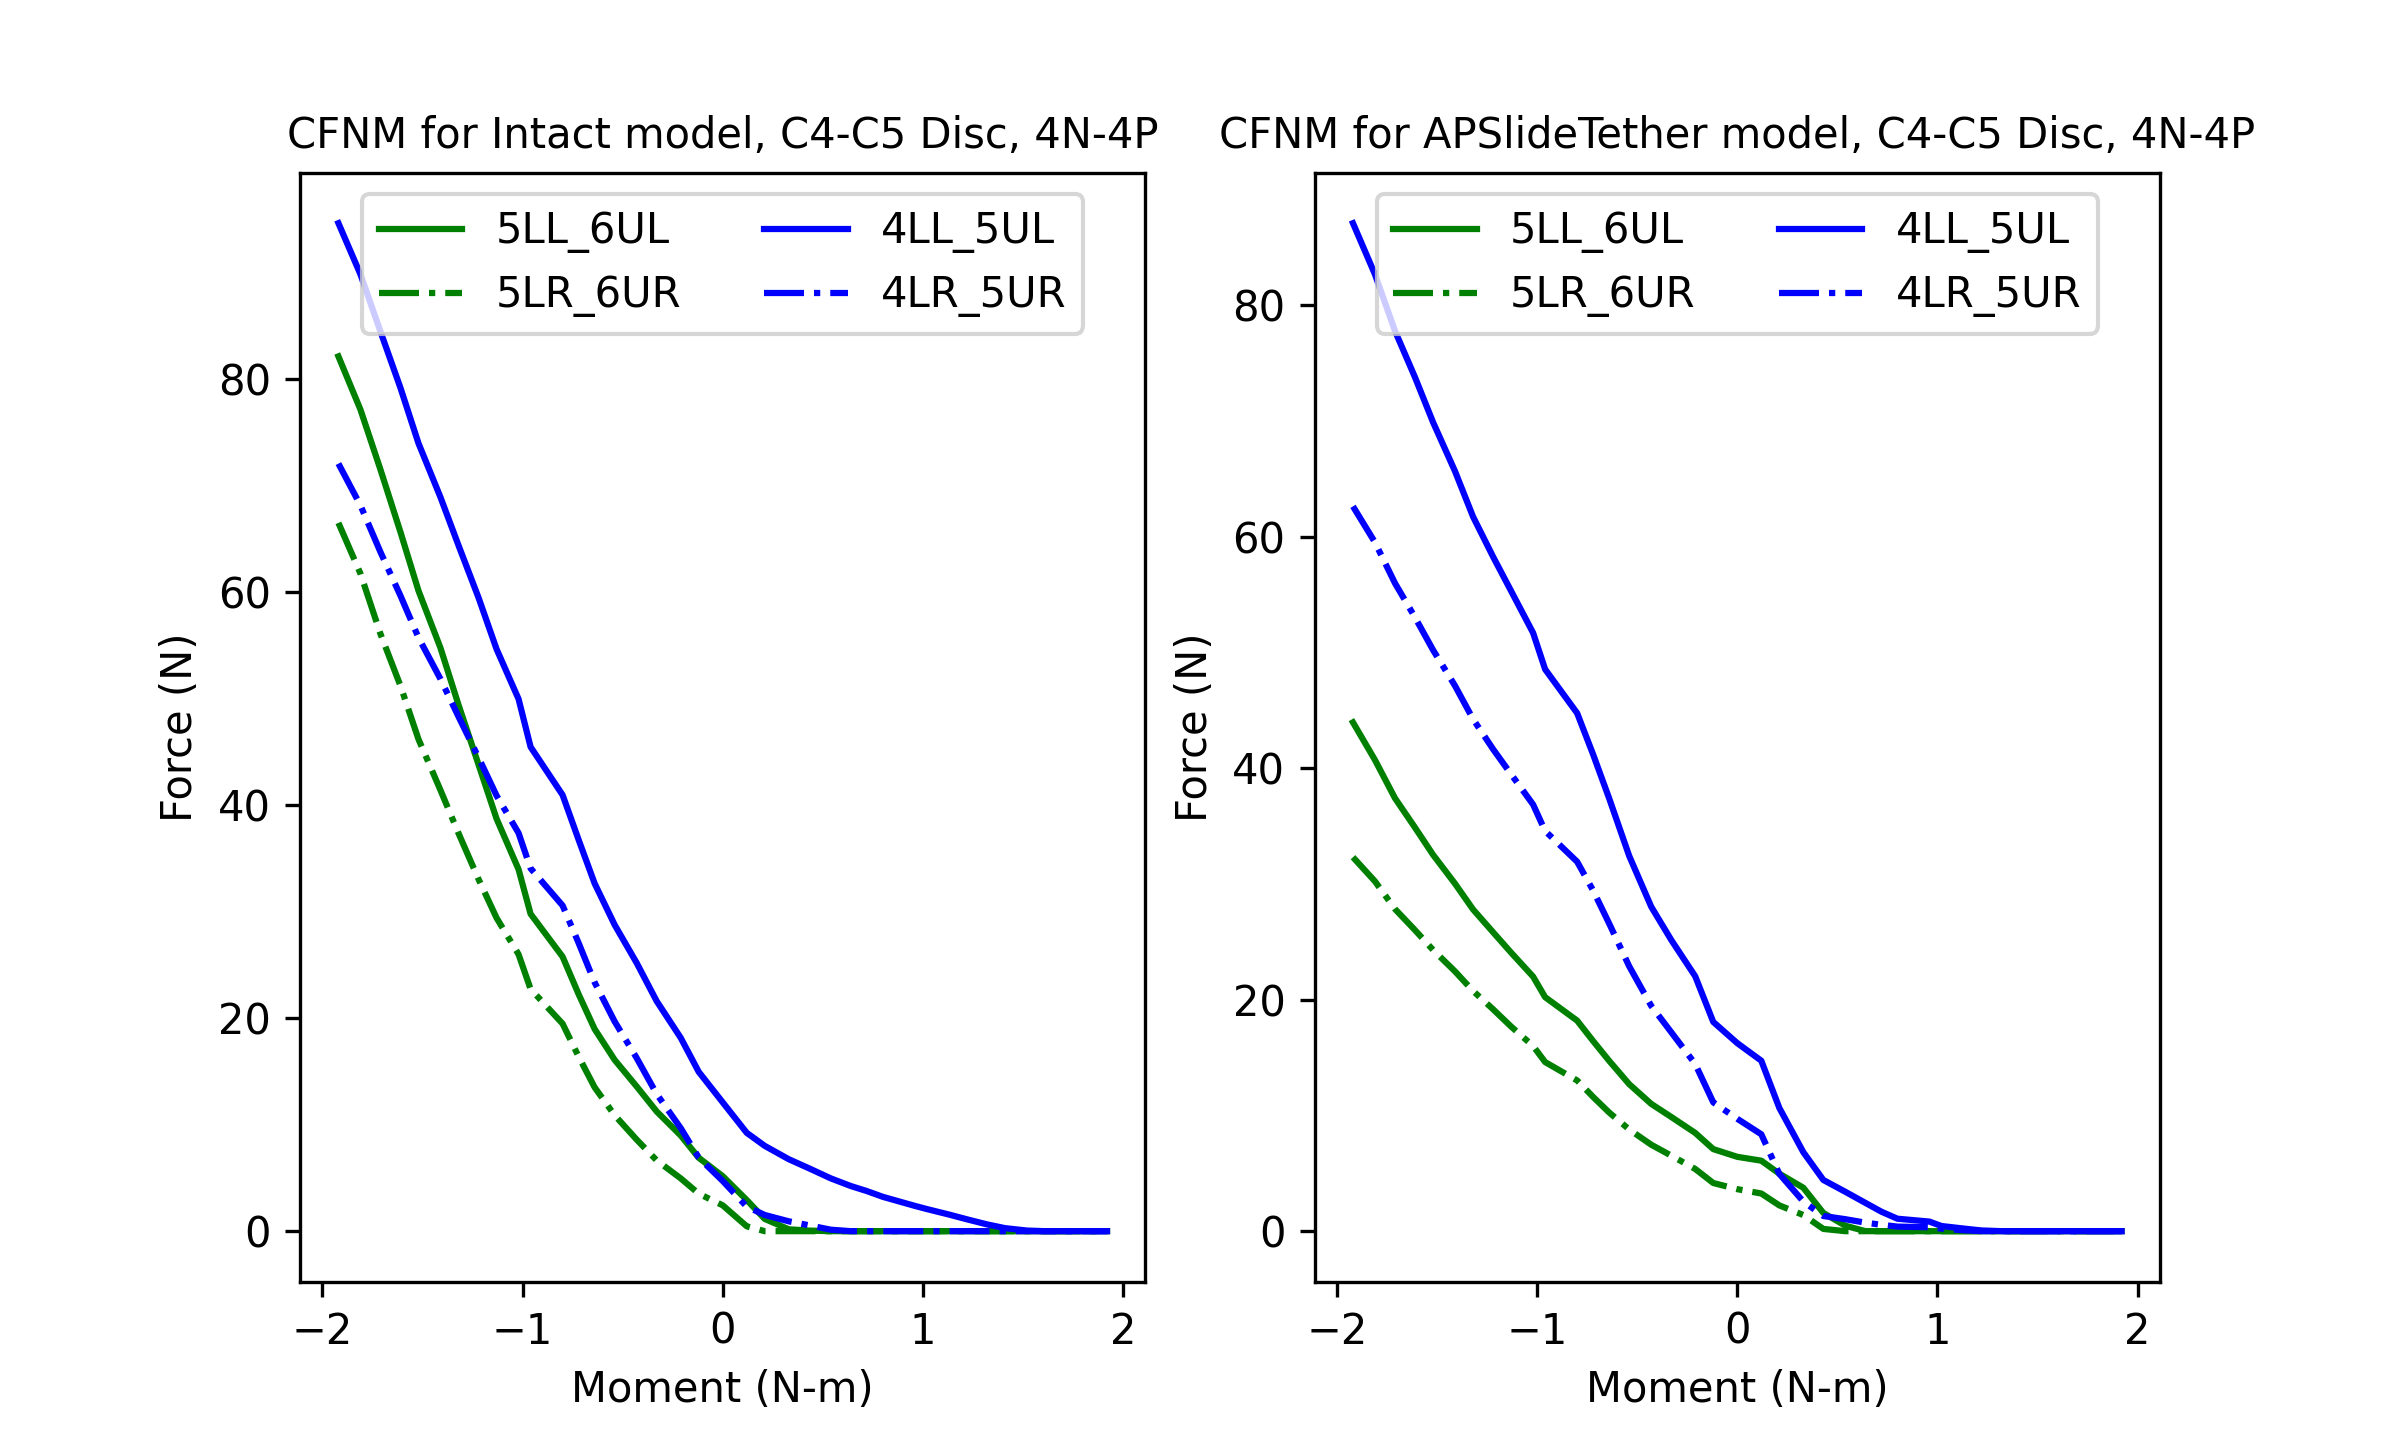 CFNM for Intact model, C4-C5 Disc, 4N-4P
5LL_6UL
5LR_6UR
4LL_5UL
4LR_5UR
80
60
40
20
0
Force (N)
−2 −1 0 1 2
Moment (N-m)
CFNM for APSlideTether model, C4-C5 Disc, 4N-4P
5LL_6UL
5LR_6UR
4LL_5UL
4LR_5UR
80
60
40
20
0
Force (N)
−2 −1 0 1 2
Moment (N-m)